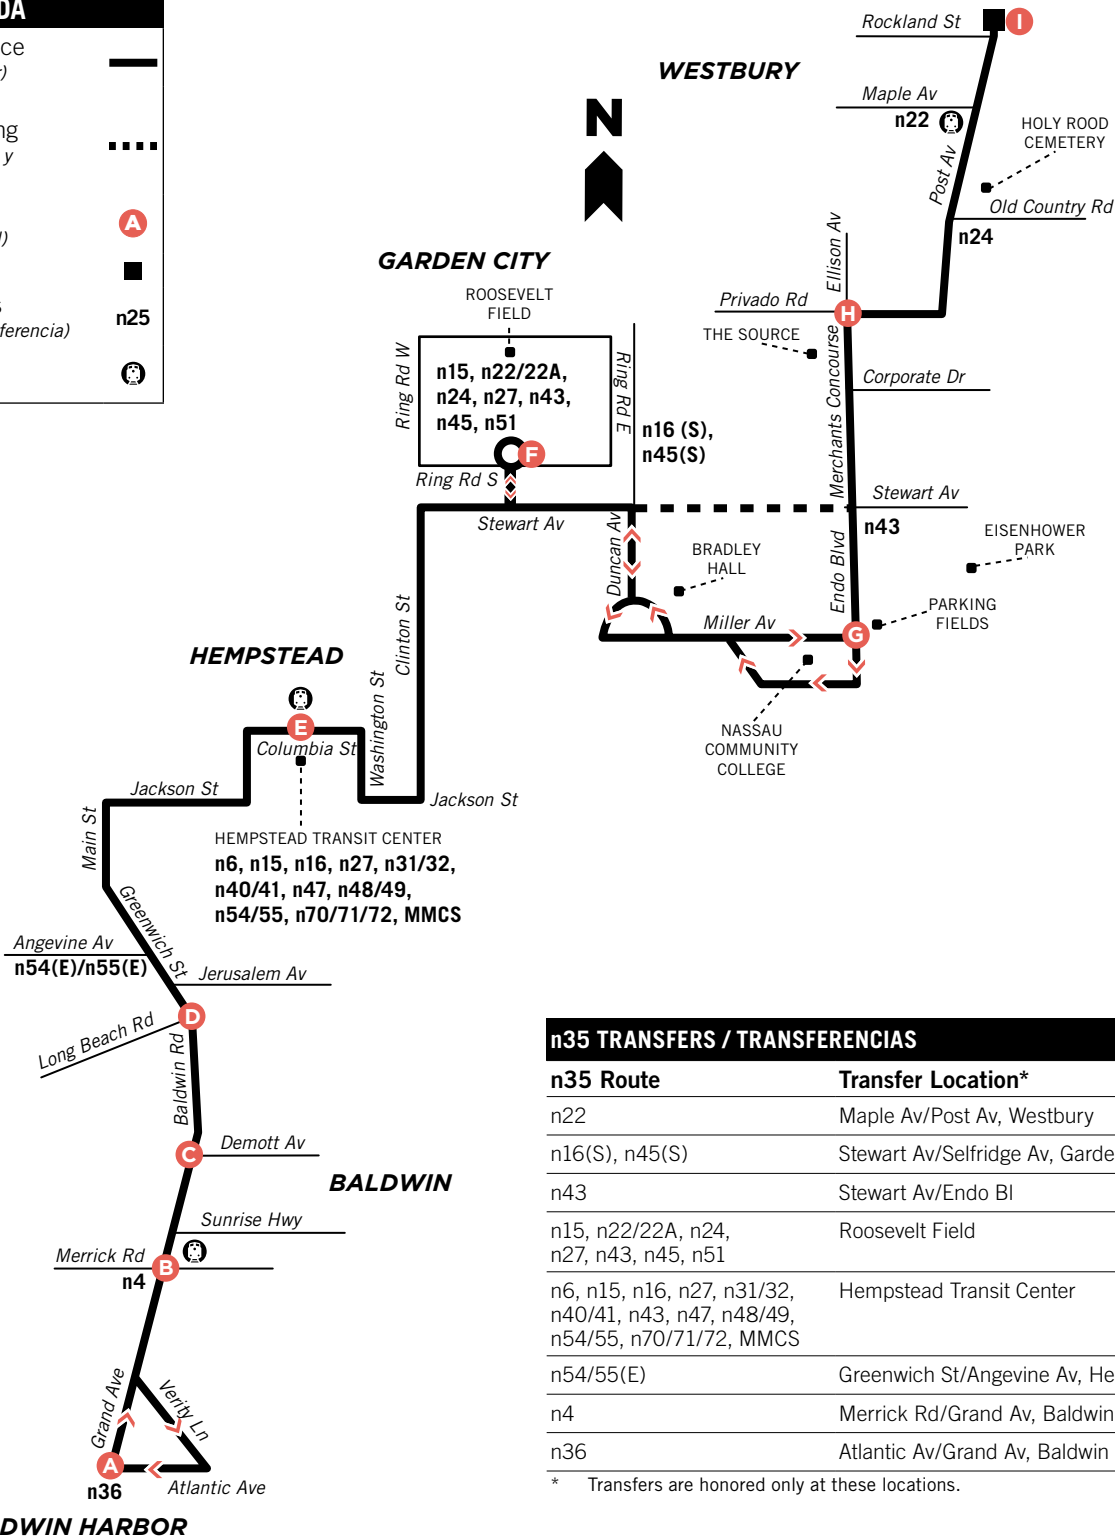 DA
ce
r)
ng
y
A
l)
s
n25
ferencia)
Rockland St
I
WESTBURY
Maple Av
n22
N
HOLY ROOD
CEMETERY
Post Av
Old Country Rd
n24
Ellison Av
GARDEN CITY
ROOSEVELT
FIELD
Privado Rd
H
THE SOURCE
Merchants Concourse
Corporate Dr
Ring Rd W
n15, n22/22A,
n24, n27, n43,
n45, n51
Ring Rd E
n16 (S),
n45(S)
F
Ring Rd S
Stewart Av
Stewart Av
n43
Duncan Av
BRADLEY
HALL
EISENHOWER
PARK
Endo Blvd
PARKING
FIELDS
Miller Av
G
Clinton St
HEMPSTEAD
E
Columbia St
Washington St
NASSAU
COMMUNITY
COLLEGE
Jackson St
Jackson St
Main St
HEMPSTEAD TRANSIT CENTER
n6, n15, n16, n27, n31/32,
n40/41, n47, n48/49,
n54/55, n70/71/72, MMCS
Greenwich St
Angevine Av
n54(E)/n55(E)
Jerusalem Av
D
Long Beach Rd
Baldwin Rd
Demott Av
C
BALDWIN
Sunrise Hwy
Merrick Rd
B
n4
Grand Ave
Verity Ln
A
n36
Atlantic Ave
DWIN HARBOR
n35 TRANSFERS / TRANSFERENCIAS
n35 Route Transfer Location*
n22 Maple Av/Post Av, Westbury
n16(S), n45(S) Stewart Av/Selfridge Av, Garde
n43 Stewart Av/Endo Bl
n15, n22/22A, n24, Roosevelt Field
n27, n43, n45, n51
n6, n15, n16, n27, n31/32, Hempstead Transit Center
n40/41, n43, n47, n48/49,
n54/55, n70/71/72, MMCS
n54/55(E) Greenwich St/Angevine Av, He
n4 Merrick Rd/Grand Av, Baldwin
n36 Atlantic Av/Grand Av, Baldwin
* Transfers are honored only at these locations.